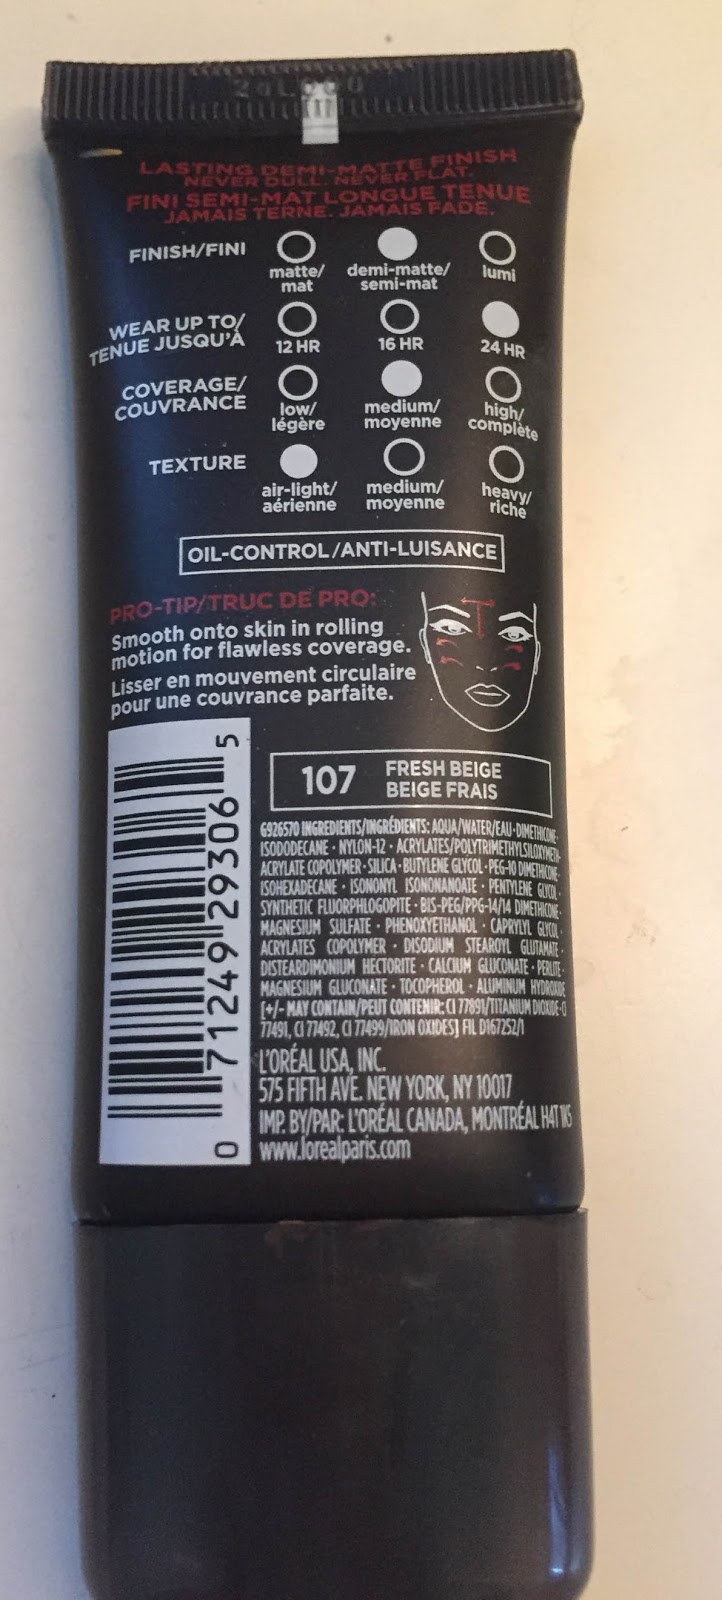 LASTING DEMI-MATTE FINISH
NEVER DULL. NEVER FLAT.
FINI SEMI-MAT LONGUE TENUE
JAMAIS TERNE. JAMAIS FADE.
FINISH/FINI
matte/
mat
demi-matte/
semi-mat
lumi
WEAR UP TO/
TENUE JUSQU'À
12 HR
16 HR
24 HR
COVERAGE/
COUVRANCE
low/
légère
medium/
moyenne
high/
complète
TEXTURE
air-light/
aérienne
medium/
moyenne
heavy/
riche
OIL-CONTROL/ANTI-LUISANCE
PRO-TIP/TRUC DE PRO:
Smooth onto skin in rolling
motion for flawless coverage.
Lisser en mouvement circulaire
pour une couvrance parfaite.
0 71249 29306 5
107
FRESH BEIGE
BEIGE FRAIS
G926570 INGREDIENTS/INGRÉDIENTS: AQUA/WATER/EAU · DIMETHICONE ·
ISODODECANE · NYLON-12 · ACRYLATES/POLYTRIMETHYLSILOXYMETH-
ACRYLATE COPOLYMER · SILICA · BUTYLENE GLYCOL · PEG-10 DIMETHICONE ·
ISOHEXADECANE · ISONONYL ISONONANOATE · PENTYLENE GLYCOL ·
SYNTHETIC FLUORPHLOGOPITE · BIS-PEG/PPG-14/14 DIMETHICONE ·
MAGNESIUM SULFATE · PHENOXYETHANOL · CAPRYLYL GLYCOL ·
ACRYLATES COPOLYMER · DISODIUM STEAROYL GLUTAMATE ·
DISTEARDIMONIUM HECTORITE · CALCIUM GLUCONATE · PERLITE ·
MAGNESIUM GLUCONATE · TOCOPHEROL · ALUMINUM HYDROXIDE
[+/- MAY CONTAIN/PEUT CONTENIR: CI 77891/TITANIUM DIOXIDE · CI
77491, CI 77492, CI 77499/IRON OXIDES] FIL D167252/1
L'ORÉAL USA, INC.
575 FIFTH AVE. NEW YORK, NY 10017
IMP. BY/PAR: L'ORÉAL CANADA, MONTRÉAL H4T 1K5
www.lorealparis.com